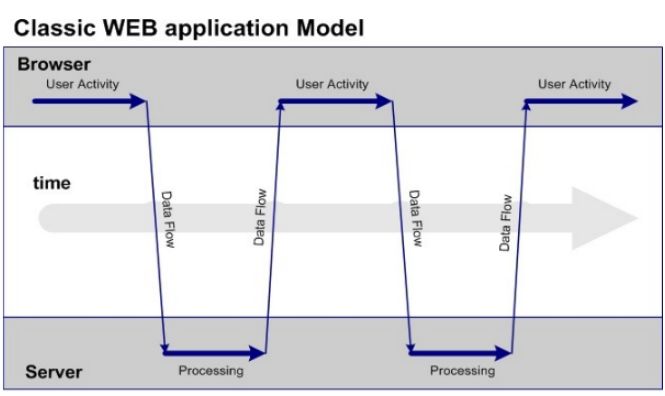 Classic WEB application Model
Browser
User Activity
User Activity
User Activity
time
Data Flow
Data Flow
Data Flow
Data Flow
Server
Processing
Processing